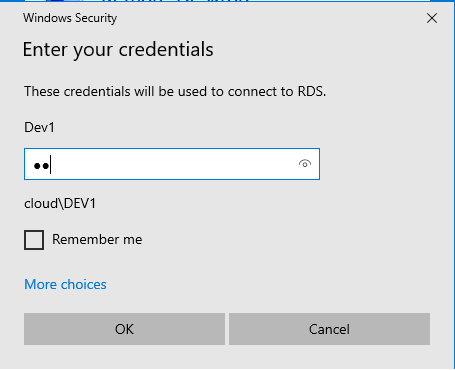 Windows Security
Enter your credentials
These credentials will be used to connect to RDS.
Dev1
●●
cloud\DEV1
Remember me
More choices
OK
Cancel